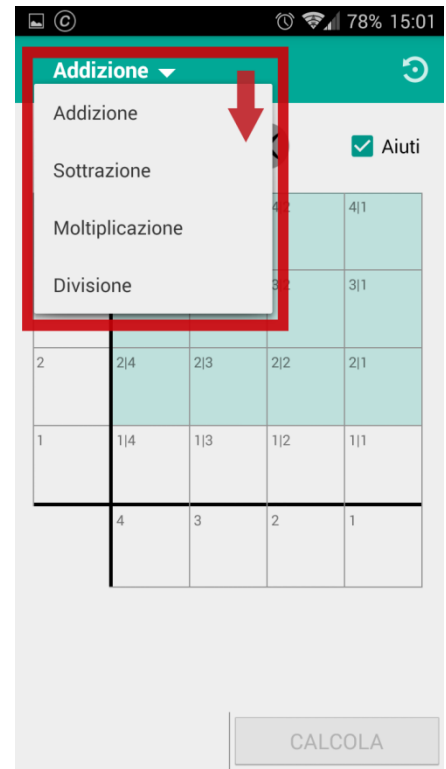 © 78% 15:01
Addizione
Addizione
Aiuti
Sottrazione
Moltiplicazione
4|2 4|1
Divisione
3|2 3|1
2 2|4 2|3 2|2 2|1
1 1|4 1|3 1|2 1|1
4 3 2 1
CALCOLA